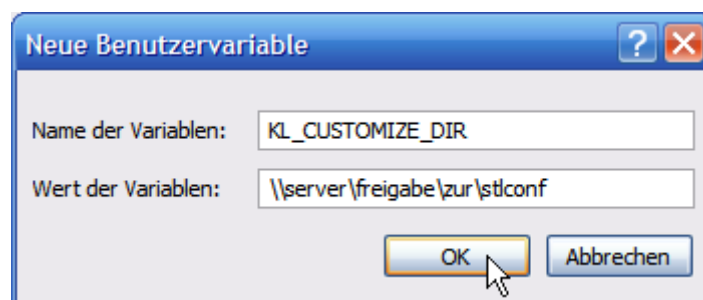 Neue Benutzervariable ?
Name der Variablen: KL_CUSTOMIZE_DIR
Wert der Variablen: \\server\freigabe\zur\stlconf
OK Abbrechen